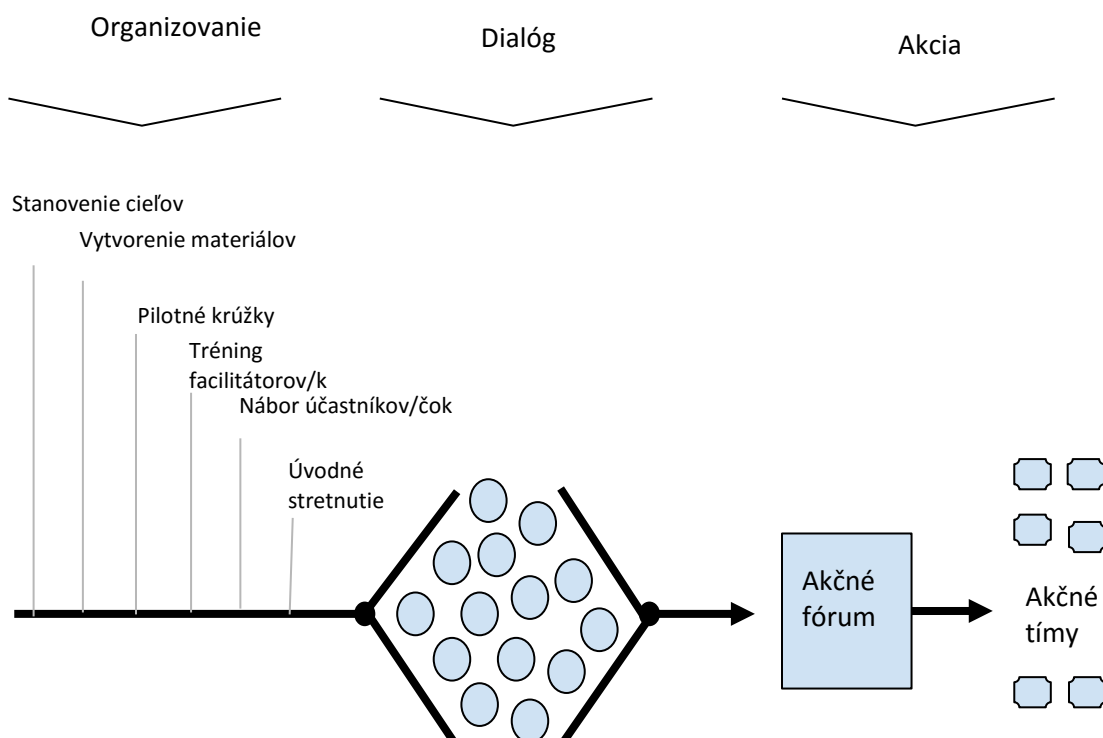 Organizovanie
Dialóg
Akcia
Stanovenie cieľov
Vytvorenie materiálov
Pilotné krúžky
Tréning
facilitátorov/k
Nábor účastníkov/čok
Úvodné
stretnutie
Akčné
fórum
Akčné
tímy